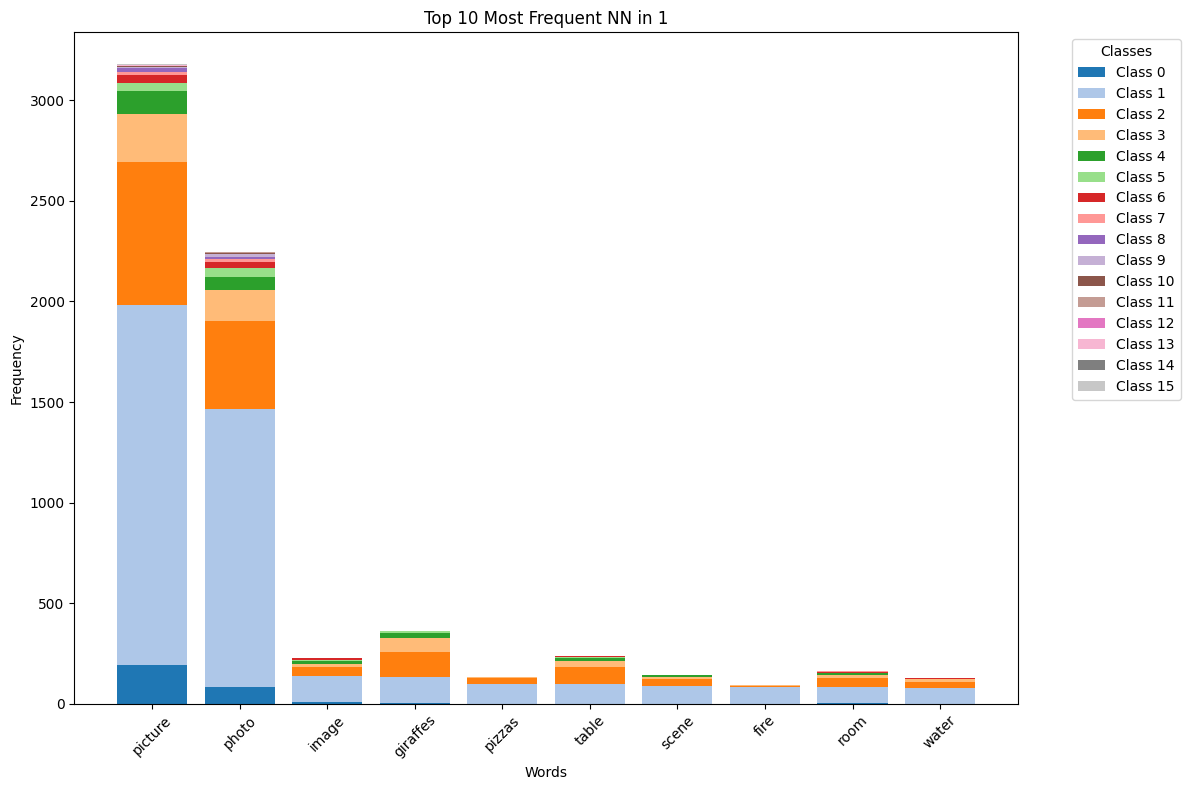 Top 10 Most Frequent NN in 1
Frequency
3000
2500
2000
1500
1000
500
0
picture
photo
image
giraffes
pizzas
table
scene
fire
room
water
Words
Classes
Class 0
Class 1
Class 2
Class 3
Class 4
Class 5
Class 6
Class 7
Class 8
Class 9
Class 10
Class 11
Class 12
Class 13
Class 14
Class 15